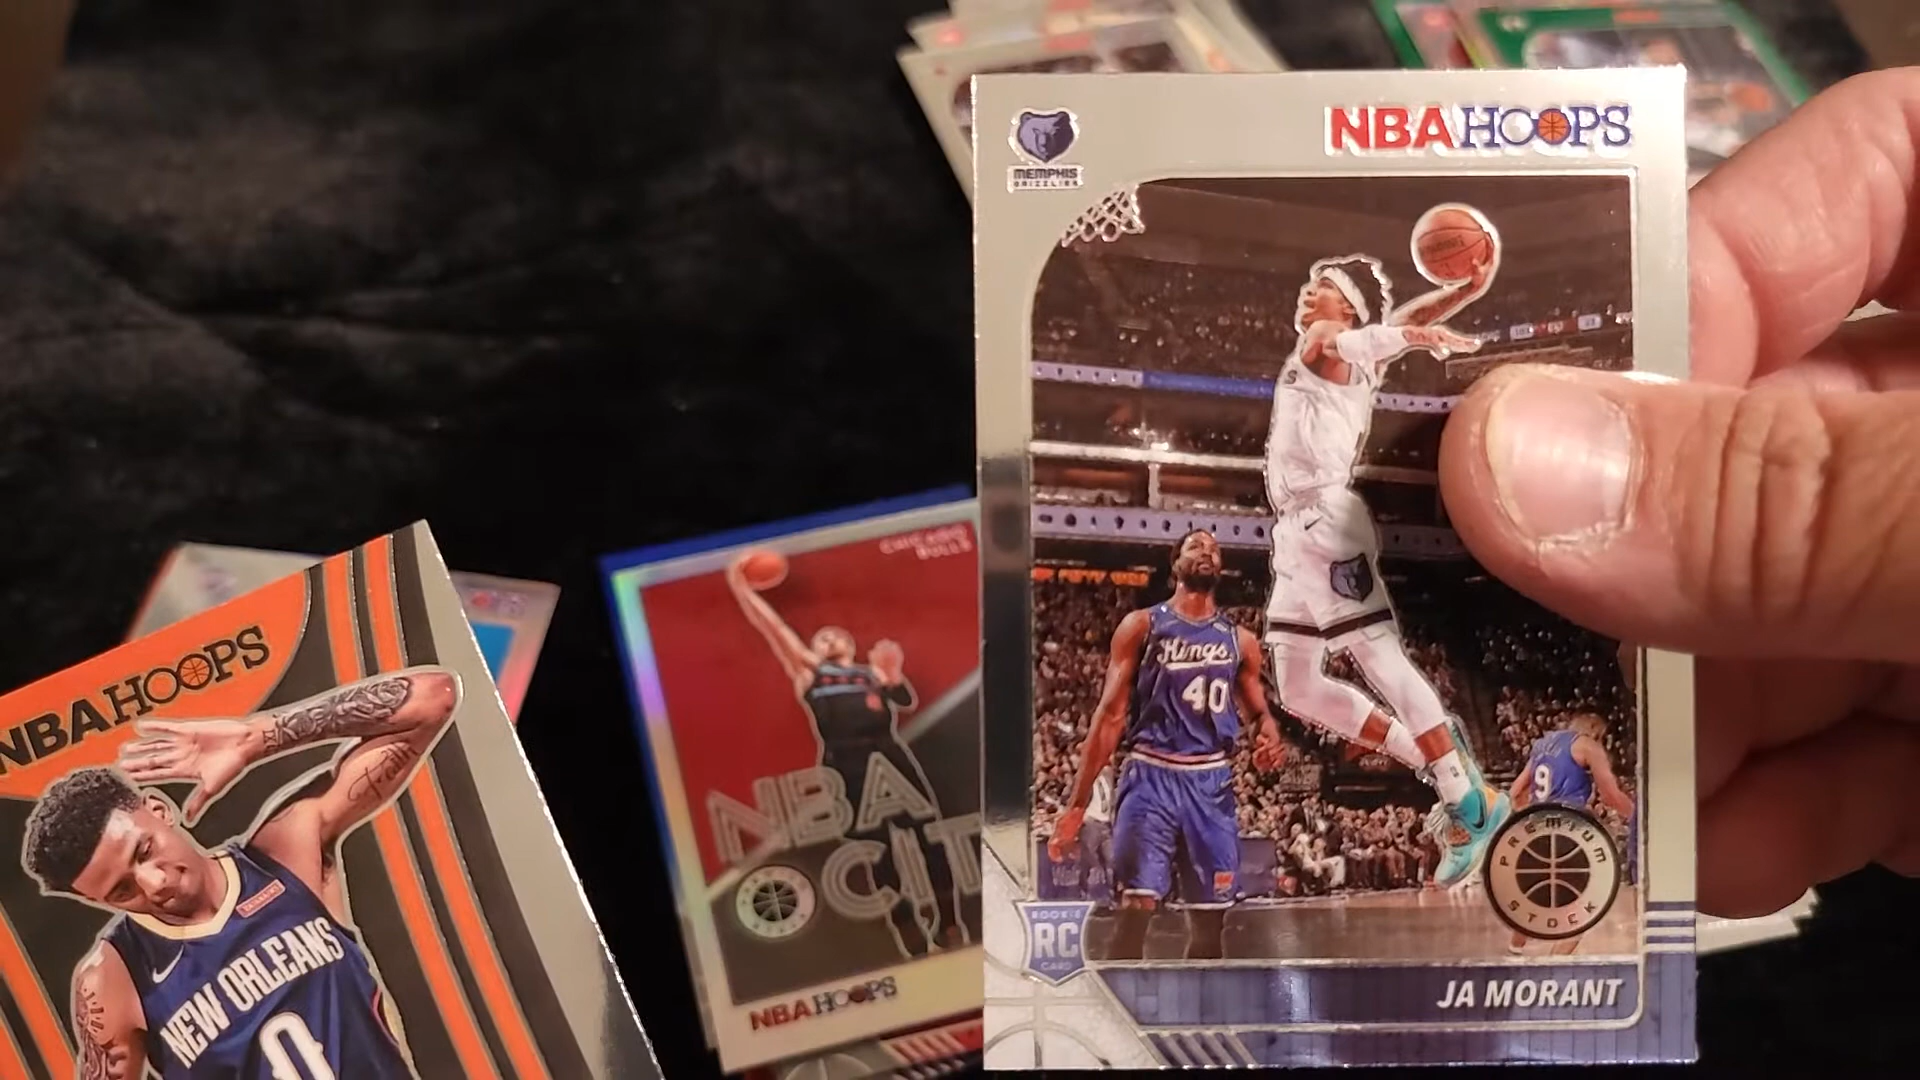 NBA HOOPS
MEMPHIS
GRIZZLIES
Kings
40
9
PREMIUM
STOCK
ROOKIE
RC
CARD
JA MORANT
CHICAGO
BULLS
NBA
CIT
NBA HOOPS
NBA HOOPS
NEW ORLEANS
0